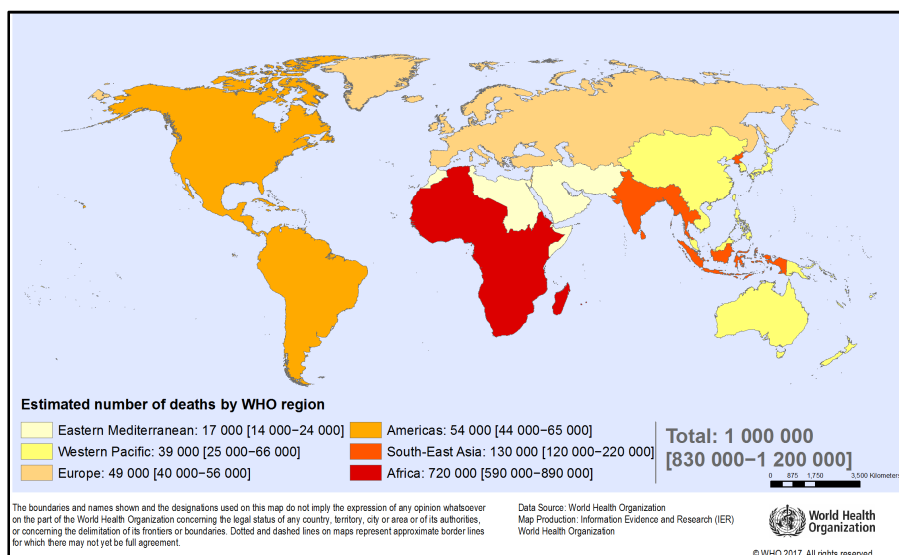 Estimated number of deaths by WHO region
Eastern Mediterranean: 17 000 [14 000−24 000]
Western Pacific: 39 000 [25 000−66 000]
Europe: 49 000 [40 000−56 000]
Americas: 54 000 [44 000−65 000]
South-East Asia: 130 000 [120 000−220 000]
Africa: 720 000 [590 000−890 000]
Total: 1 000 000
[830 000−1 200 000]
0 875 1,750 3,500 Kilometers
The boundaries and names shown and the designations used on this map do not imply the expression of any opinion whatsoever
on the part of the World Health Organization concerning the legal status of any country, territory, city or area or of its authorities,
or concerning the delimitation of its frontiers or boundaries. Dotted and dashed lines on maps represent approximate border lines
for which there may not yet be full agreement.
Data Source: World Health Organization
Map Production: Information Evidence and Research (IER)
World Health Organization
World Health
Organization
© WHO 2017. All rights reserved